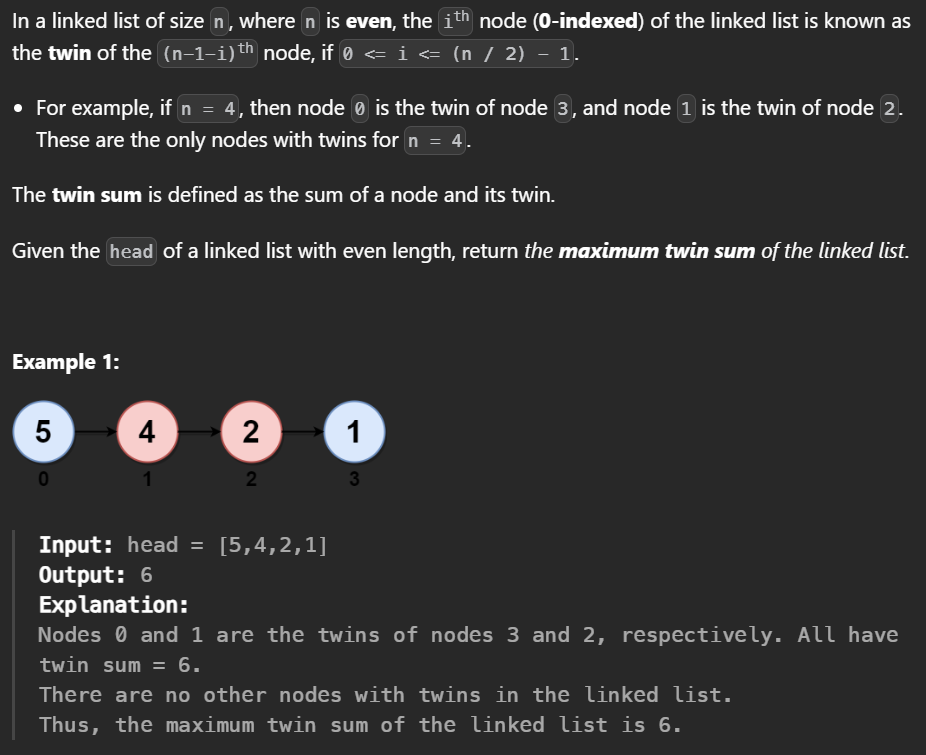 In a linked list of size n, where n is even, the ith node (0-indexed) of the linked list is known as
the twin of the (n-1-i)th node, if 0 <= i <= (n / 2) - 1.
• For example, if n = 4, then node 0 is the twin of node 3, and node 1 is the twin of node 2.
These are the only nodes with twins for n = 4.
The twin sum is defined as the sum of a node and its twin.
Given the head of a linked list with even length, return the maximum twin sum of the linked list.
Example 1:
5 4 2 1
0 1 2 3
Input: head = [5,4,2,1]
Output: 6
Explanation:
Nodes 0 and 1 are the twins of nodes 3 and 2, respectively. All have
twin sum = 6.
There are no other nodes with twins in the linked list.
Thus, the maximum twin sum of the linked list is 6.